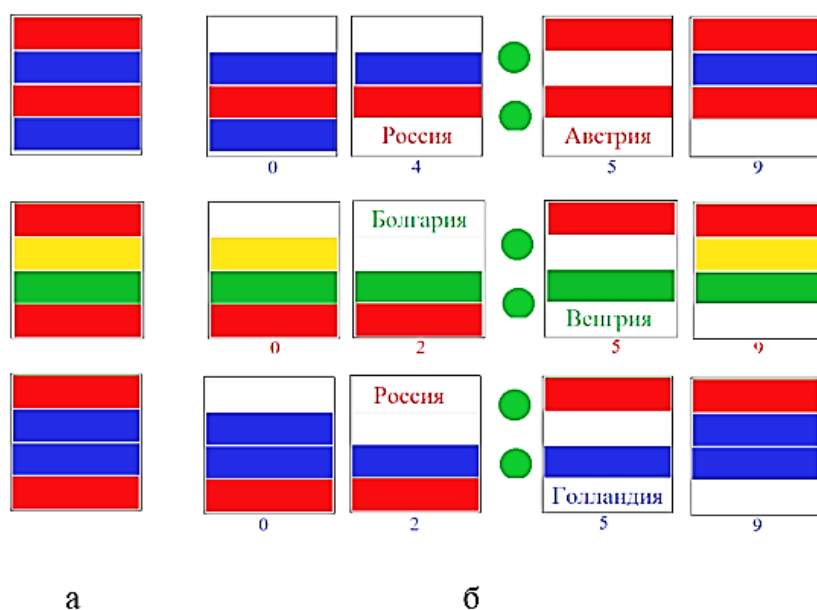 Россия
Австрия
0 4 5 9
Болгария
Венгрия
0 2 5 9
Россия
Голландия
0 2 5 9
а б